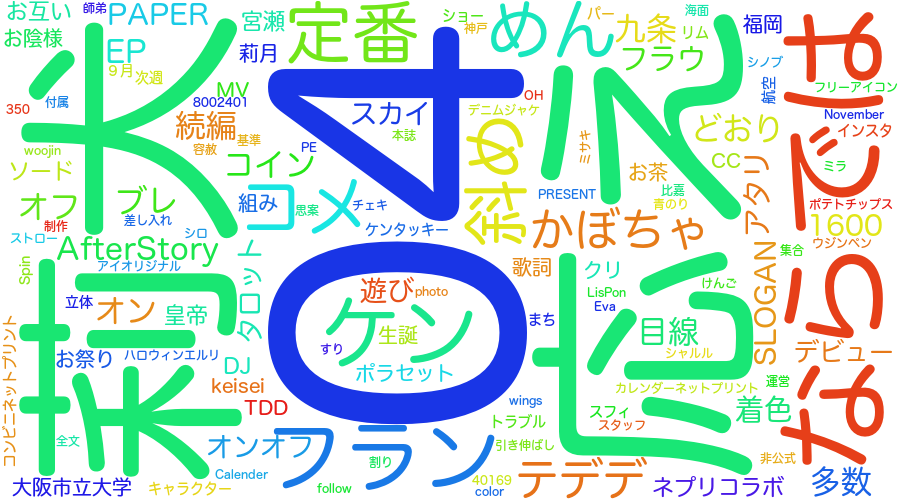 お互い
師弟
PAPER
宮瀬
定番
ショー
神戸
めん
パー
九条
海面
リム
福岡
は
お陰様
EP
莉月
フラウ
シノブ
9月
次週
MV
8002401
スカイ
デニムジャケ
OH
航空
フリーアイコン
350
付属
米
続編
基準
容赦
本誌
斜め
ミサキ
どおり
November
インスタ
woojin
PE
40
ソード
コイン
お茶
CC
ミラ
で
オフ
ブレ
組み
コメ
思案
チェキ
PRESENT
比嘉
青のり
アタリ
ポテトチップス
制作
差し入れ
ケンタッキー
かぼちゃ
1600
ストロー
シロ
AfterStory
ウジンペン
集合
アイオリジナル
タロット
歌詞
クリ
けんご
SLOGAN
Spin
立体
オン
皇帝
遊び
photo
LisPon
Eva
なら
ケン
生誕
まち
目線
お祭り
ハロウィンエルリ
すり
シャルル
デビュー
DJ
ポラセット
カレンダーネットプリント
運営
コンビニネットプリント
keisei
TDD
wings
スフィ
スタッフ
着色
トラブル
全文
オンオフ
フラン
引き伸ばし
割り
非公式
大阪市立大学
Calender
キャラクター
follow
40169
color
テデデ
ネプリコラボ
多数